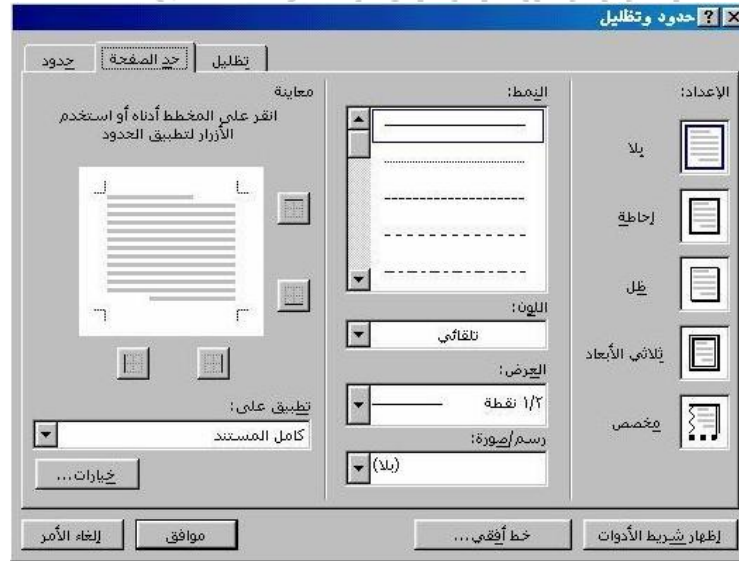 حدود وتظليل
حدود
حد الصفحة
تظليل
الإعداد:
بلا
إحاطة
ظل
ثلاثي الأبعاد
مخصص
النمط:
اللون:
تلقائي
العرض:
١/٢ نقطة
رسم/صورة:
(بلا)
معاينة
انقر على المخطط أدناه أو استخدم
الأزرار لتطبيق الحدود
تطبيق على:
كامل المستند
خيارات...
إظهار شريط الأدوات
خط أفقي...
موافق
إلغاء الأمر